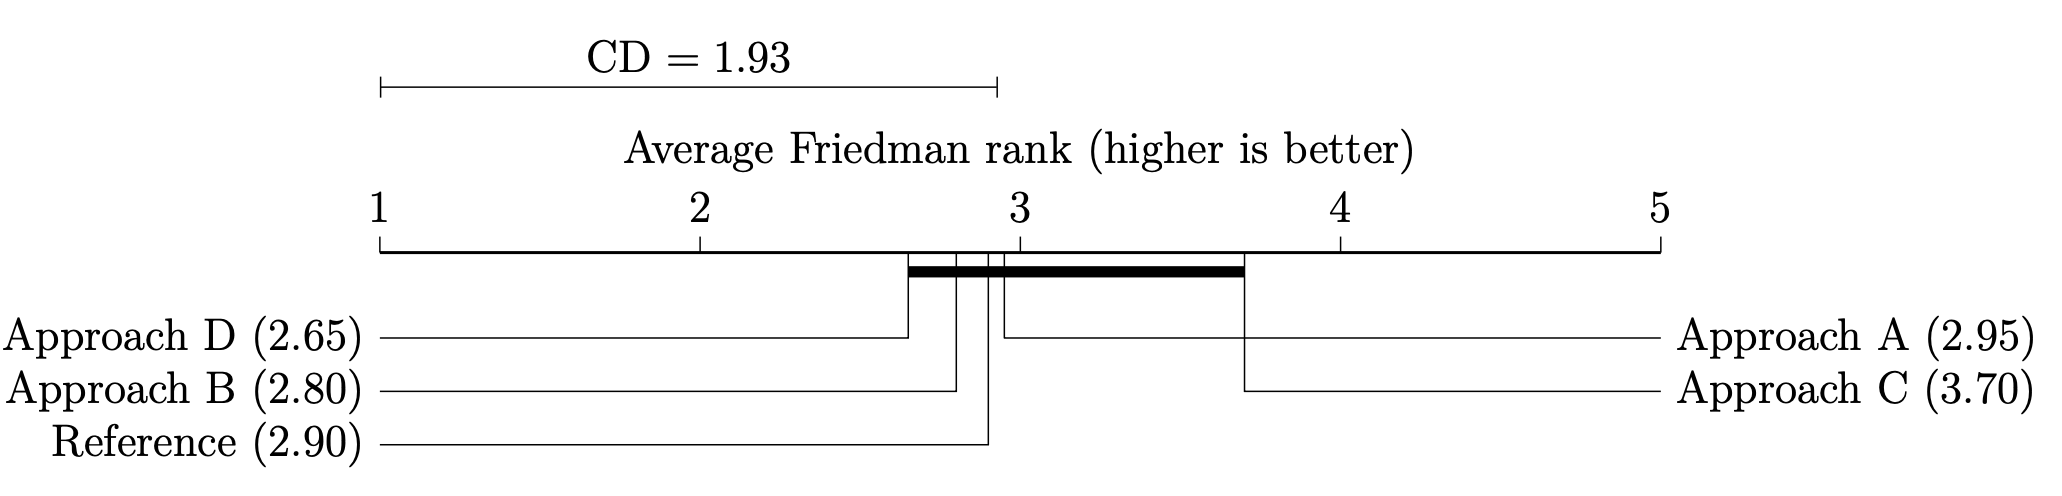 CD = 1.93
Average Friedman rank (higher is better)
1 2 3 4 5
Approach D (2.65)
Approach B (2.80)
Reference (2.90)
Approach A (2.95)
Approach C (3.70)